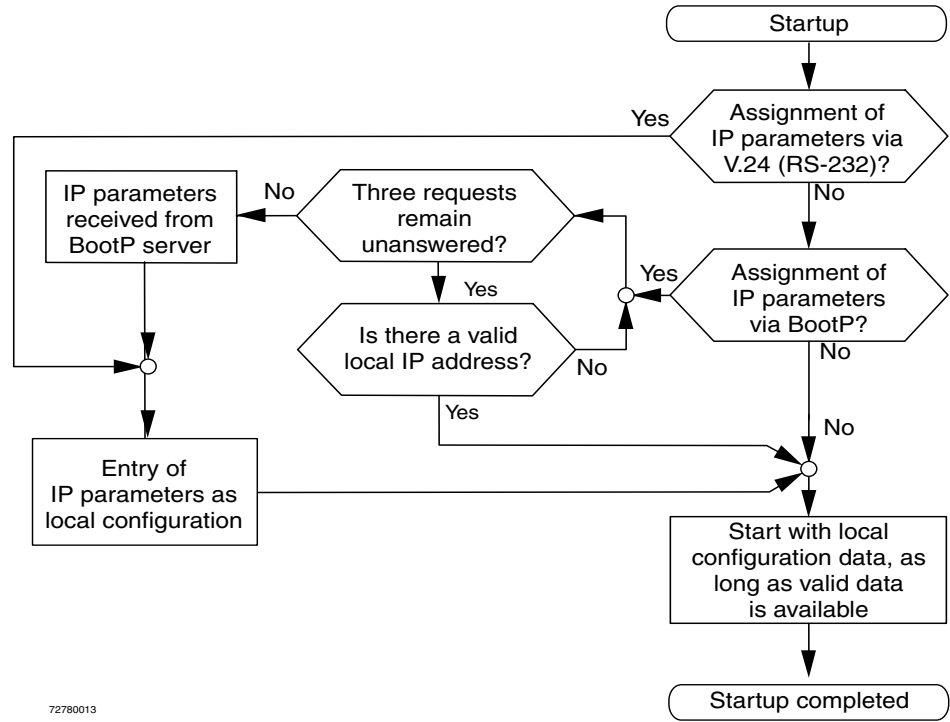 Startup
Assignment of
IP parameters via
V.24 (RS-232)?
Yes
No
IP parameters
received from
BootP server
No
Three requests
remain
unanswered?
Yes
Yes
Assignment of
IP parameters
via BootP?
No
Is there a valid
local IP address?
No
Yes
No
Entry of
IP parameters as
local configuration
Start with local
configuration data, as
long as valid data
is available
Startup completed
72780013